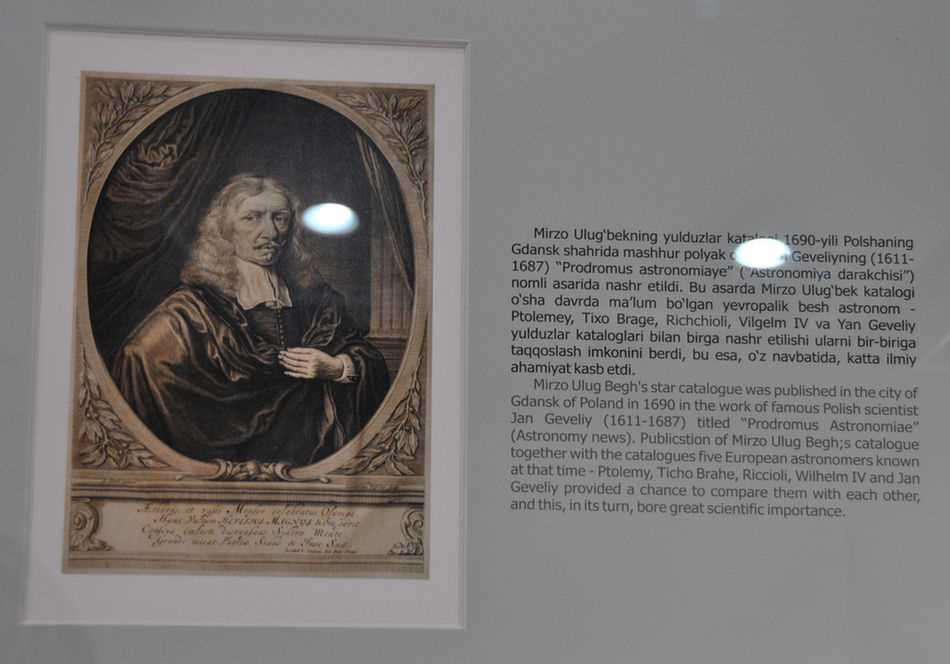 Mirzo Ulug‘bekning yulduzlar katalogi 1690-yili Polshaning
Gdansk shahrida mashhur polyak Geveliyning (1611-
1687) “Prodromus astronomiaye” (“Astronomiya darakchisi”)
nomli asarida nashr etildi. Bu asarda Mirzo Ulug‘bek katalogi
o‘sha davrda ma’lum bo‘lgan yevropalik besh astronom -
Ptolemey, Tixo Brage, Richchioli, Vilgelm IV va Yan Geveliy
yulduzlar kataloglari bilan birga nashr etilishi ularni bir-biriga
taqqoslash imkonini berdi, bu esa, o‘z navbatida, katta ilmiy
ahamiyat kasb etdi.
Mirzo Ulug Begh's star catalogue was published in the city of
Gdansk of Poland in 1690 in the work of famous Polish scientist
Jan Geveliy (1611-1687) titled “Prodromus Astronomiae”
(Astronomy news). Publicstion of Mirzo Ulug Begh;s catalogue
together with the catalogues five European astronomers known
at that time - Ptolemy, Ticho Brahe, Riccioli, Wilhelm IV and Jan
Geveliy provided a chance to compare them with each other,
and this, in its turn, bore great scientific importance.